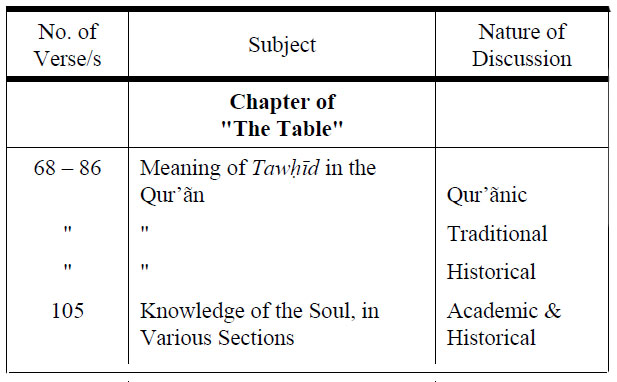 No. of Verse/s Subject Nature of Discussion
Chapter of
"The Table"
68 – 86 Meaning of Tawḥīd in the
Qur’ãn Qur’ãnic
" " Traditional
" " Historical
105 Knowledge of the Soul, in Academic &
Various Sections Historical